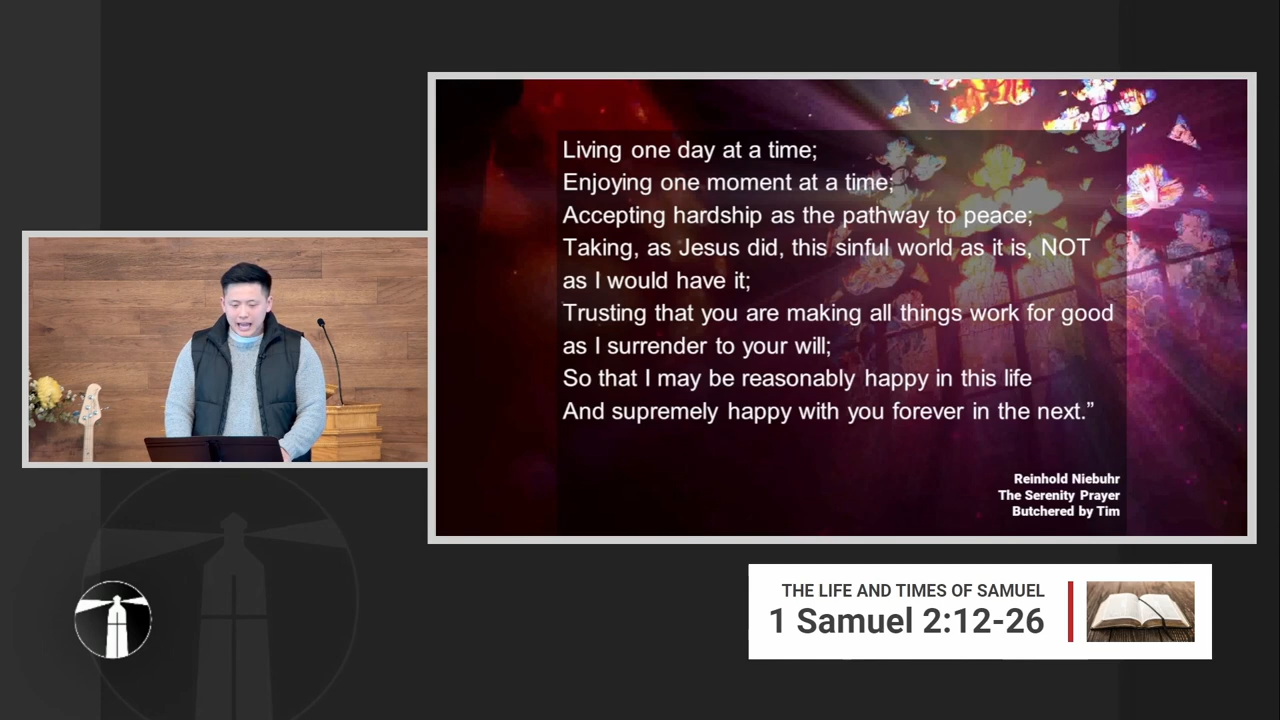 Living one day at a time;
Enjoying one moment at a time;
Accepting hardship as the pathway to peace;
Taking, as Jesus did, this sinful world as it is, NOT
as I would have it;
Trusting that you are making all things work for good
as I surrender to your will;
So that I may be reasonably happy in this life
And supremely happy with you forever in the next.”
Reinhold Niebuhr
The Serenity Prayer
Butchered by Tim
THE LIFE AND TIMES OF SAMUEL
1 Samuel 2:12-26